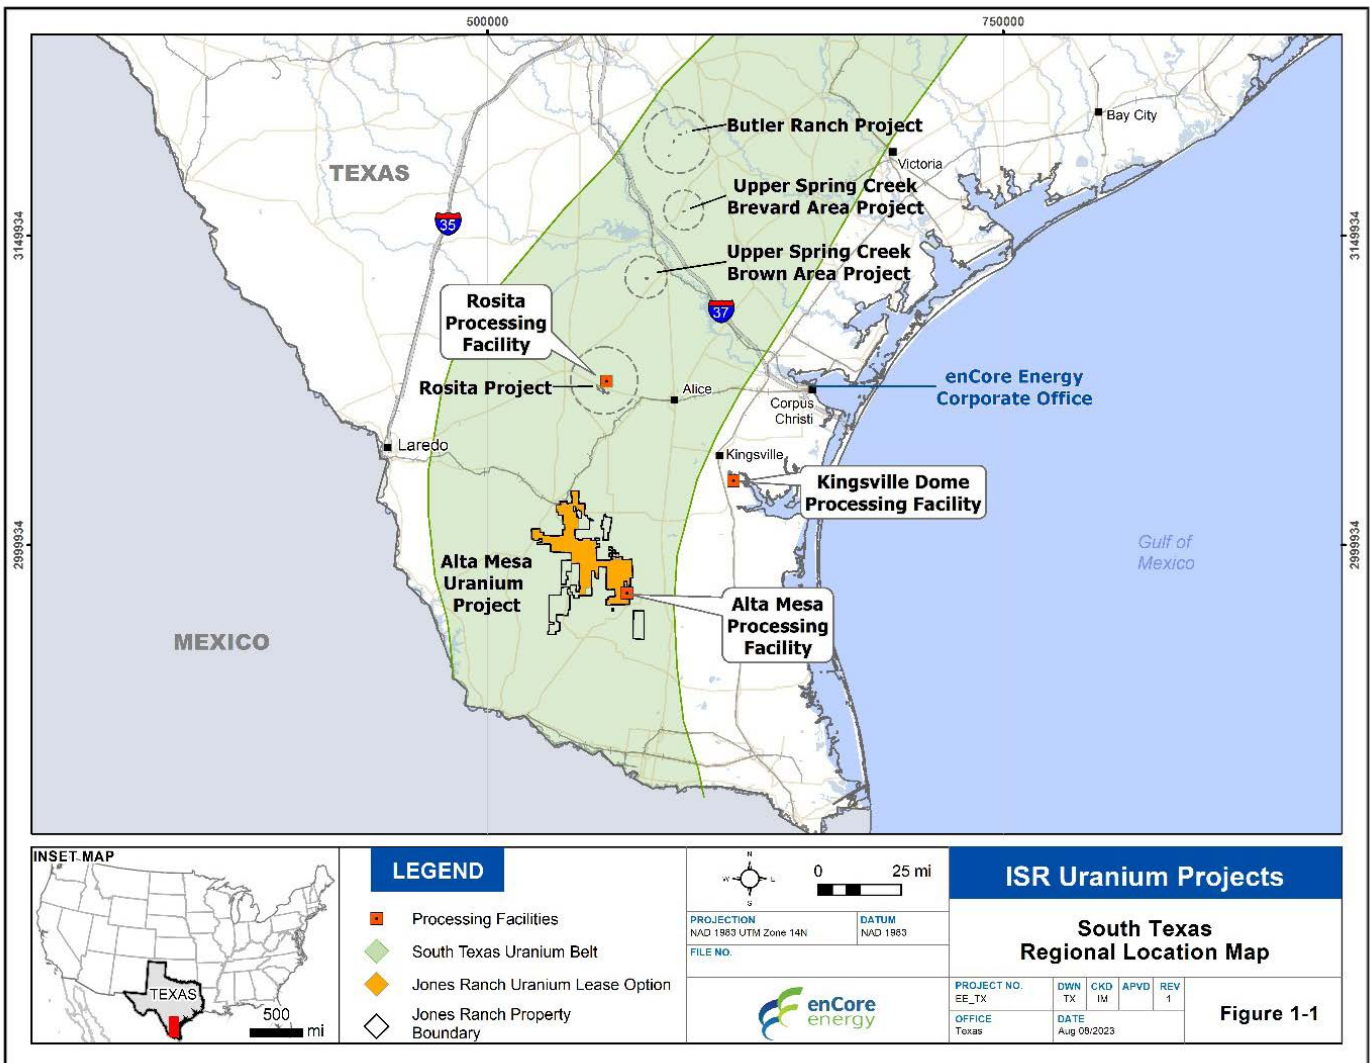 500000
750000
3149934
3149934
2999934
2999934
Butler Ranch Project
Bay City
Victoria
TEXAS
Upper Spring Creek
Brevard Area Project
35
Upper Spring Creek
Brown Area Project
37
Rosita
Processing
Facility
Rosita Project
Alice
enCore Energy
Corporate Office
Corpus
Christi
Laredo
Kingsville
Kingsville Dome
Processing Facility
Gulf of
Mexico
Alta Mesa
Uranium
Project
Alta Mesa
Processing
Facility
MEXICO
INSET MAP
TEXAS
500
mi
LEGEND
Processing Facilities
South Texas Uranium Belt
Jones Ranch Uranium Lease Option
Jones Ranch Property
Boundary
N
W
S
0 25 mi
PROJECTION
NAD 1983 UTM Zone 14N
DATUM
NAD 1983
FILE NO.
enCore
energy
ISR Uranium Projects
South Texas
Regional Location Map
PROJECT NO.
EE_TX
DWN
TX
CKD
IM
APVD
REV
1
OFFICE
Texas
DATE
Aug 08/2023
Figure 1-1